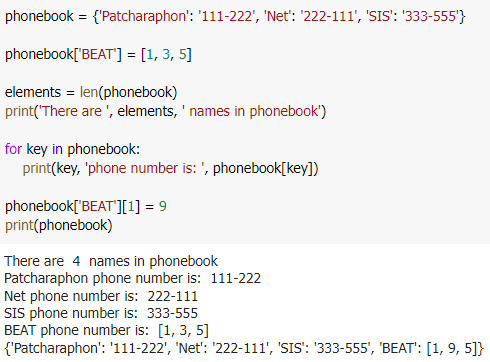 phonebook = {'Patcharaphon': '111-222', 'Net': '222-111', 'SIS': '333-555'}
phonebook['BEAT'] = [1, 3, 5]
elements = len(phonebook)
print('There are ', elements, ' names in phonebook')
for key in phonebook:
    print(key, 'phone number is: ', phonebook[key])
phonebook['BEAT'][1] = 9
print(phonebook)
There are  4  names in phonebook
Patcharaphon phone number is:  111-222
Net phone number is:  222-111
SIS phone number is:  333-555
BEAT phone number is:  [1, 3, 5]
{'Patcharaphon': '111-222', 'Net': '222-111', 'SIS': '333-555', 'BEAT': [1, 9, 5]}